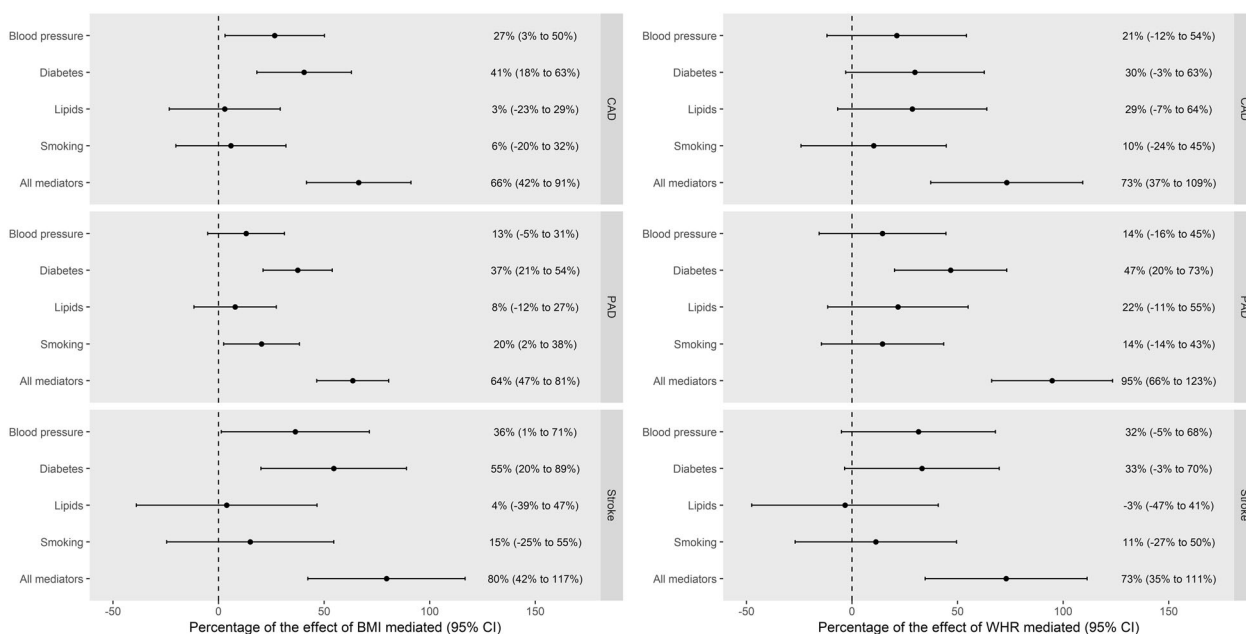 Blood pressure 27% (3% to 50%)
Diabetes 41% (18% to 63%)
Lipids 3% (-23% to 29%)
Smoking 6% (-20% to 32%)
All mediators 66% (42% to 91%)
CAD
Blood pressure 13% (-5% to 31%)
Diabetes 37% (21% to 54%)
Lipids 8% (-12% to 27%)
Smoking 20% (2% to 38%)
All mediators 64% (47% to 81%)
PAD
Blood pressure 36% (1% to 71%)
Diabetes 55% (20% to 89%)
Lipids 4% (-39% to 47%)
Smoking 15% (-25% to 55%)
All mediators 80% (42% to 117%)
Stroke
-50 0 50 100 150
Percentage of the effect of BMI mediated (95% CI)
Blood pressure 21% (-12% to 54%)
Diabetes 30% (-3% to 63%)
Lipids 29% (-7% to 64%)
Smoking 10% (-24% to 45%)
All mediators 73% (37% to 109%)
CAD
Blood pressure 14% (-16% to 45%)
Diabetes 47% (20% to 73%)
Lipids 22% (-11% to 55%)
Smoking 14% (-14% to 43%)
All mediators 95% (66% to 123%)
PAD
Blood pressure 32% (-5% to 68%)
Diabetes 33% (-3% to 70%)
Lipids -3% (-47% to 41%)
Smoking 11% (-27% to 50%)
All mediators 73% (35% to 111%)
Stroke
-50 0 50 100 150
Percentage of the effect of WHR mediated (95% CI)